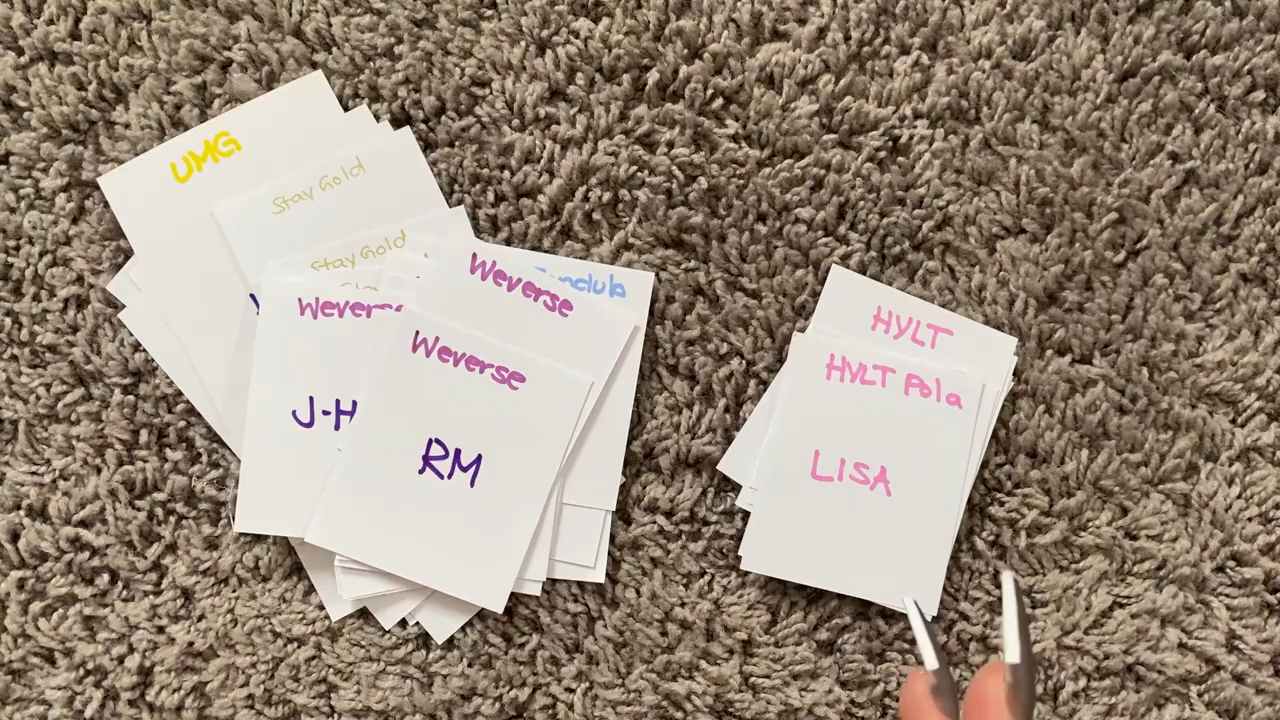 UMG
Stay Gold
Stay Gold
Weverse
J-H
Weverse
Weverse
RM
HYLT
HYLT Pola
LISA